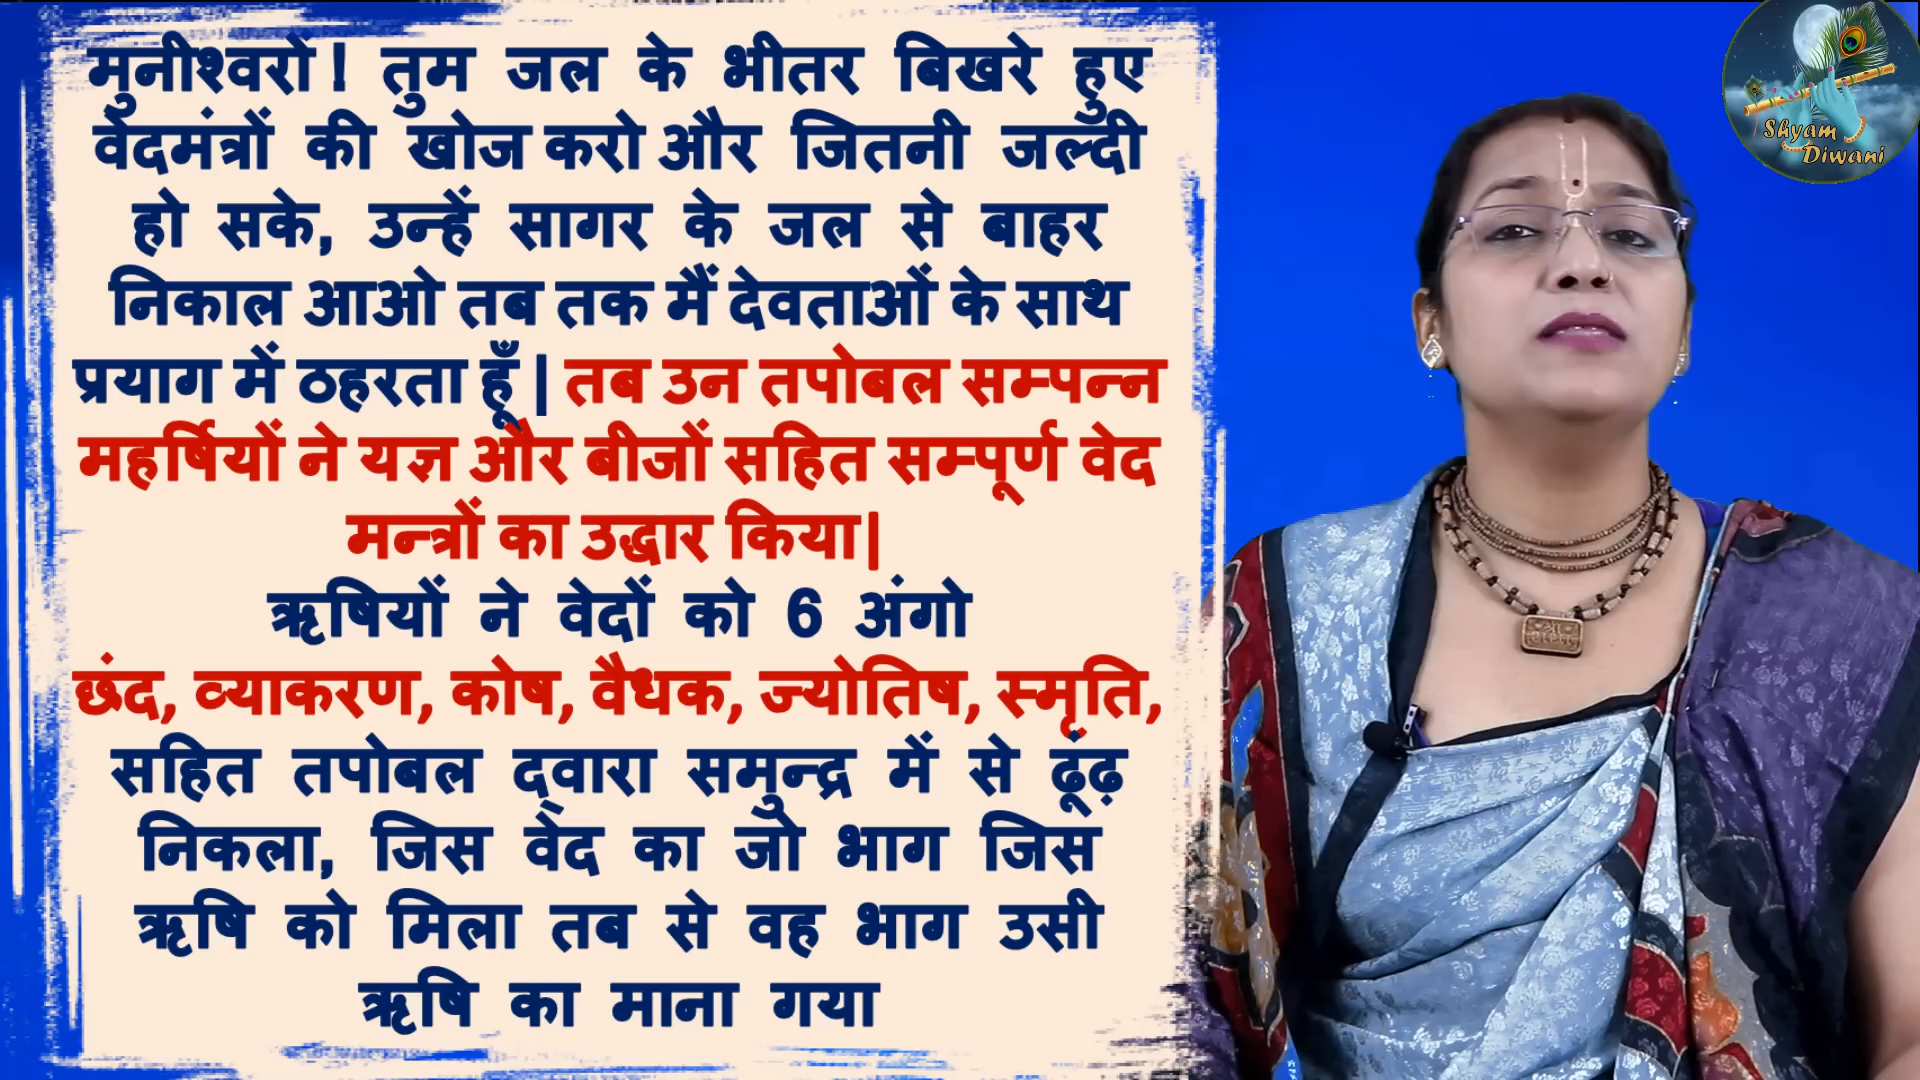 मुनीश्वरो! तुम जल के भीतर बिखरे हुए
वेदमंत्रों की खोज करो और जितनी जल्दी
हो सके, उन्हें सागर के जल से बाहर
निकाल आओ तब तक मैं देवताओं के साथ
प्रयाग में ठहरता हूँ| तब उन तपोबल सम्पन्न
महर्षियों ने यज्ञ और बीजों सहित सम्पूर्ण वेद
मन्त्रों का उद्धार किया|
ऋषियों ने वेदों को 6 अंगो
छंद, व्याकरण, कोष, वैधक, ज्योतिष, स्मृति,
सहित तपोबल द्वारा समुन्द्र में से ढूंढ़
निकला, जिस वेद का जो भाग जिस
ऋषि को मिला तब से वह भाग उसी
ऋषि का माना गया
Shyam
Diwani